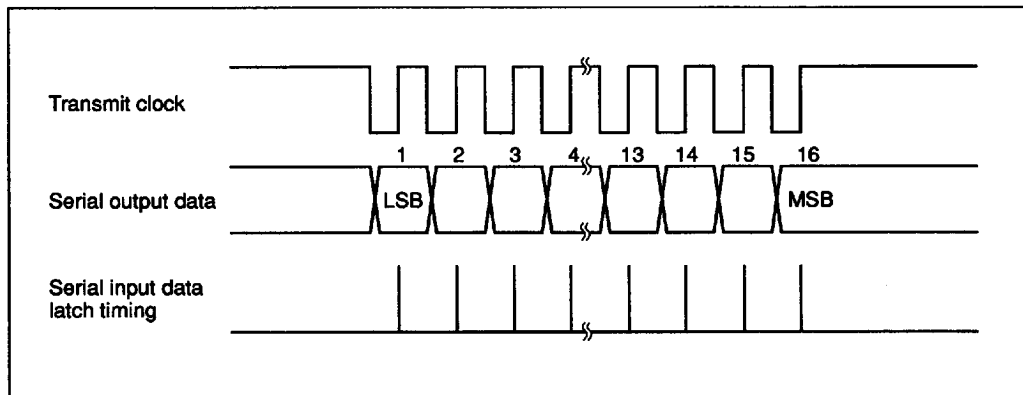 Transmit clock
1 2 3 4 13 14 15 16
Serial output data LSB MSB
Serial input data
latch timing